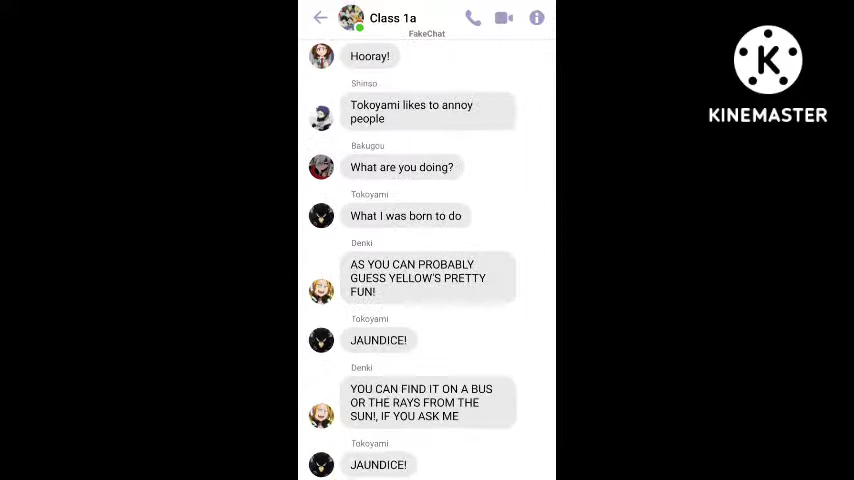 Class 1a
FakeChat
Hooray!
Shinso
Tokoyami likes to annoy
people
Bakugou
What are you doing?
Tokoyami
What I was born to do
Denki
AS YOU CAN PROBABLY
GUESS YELLOW'S PRETTY
FUN!
Tokoyami
JAUNDICE!
Denki
YOU CAN FIND IT ON A BUS
OR THE RAYS FROM THE
SUN!, IF YOU ASK ME
Tokoyami
JAUNDICE!
K
KINEMASTER